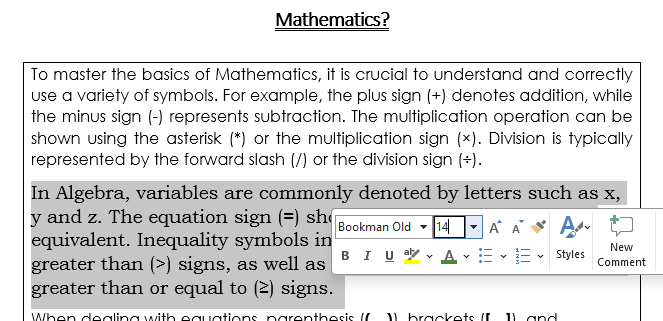 Mathematics?
To master the basics of Mathematics, it is crucial to understand and correctly
use a variety of symbols. For example, the plus sign (+) denotes addition, while
the minus sign (-) represents subtraction. The multiplication operation can be
shown using the asterisk (*) or the multiplication sign (×). Division is typically
represented by the forward slash (/) or the division sign (÷).
In Algebra, variables are commonly denoted by letters such as x,
y and z. The equation sign (=)
equivalent. Inequality symbols in
greater than (>) signs, as well as
greater than or equal to (≥) signs.
Bookman Old 14 A A A
B I U aby A Styles New
Comment
When dealing with equations, parenthesis (( )), brackets ([ ]), and